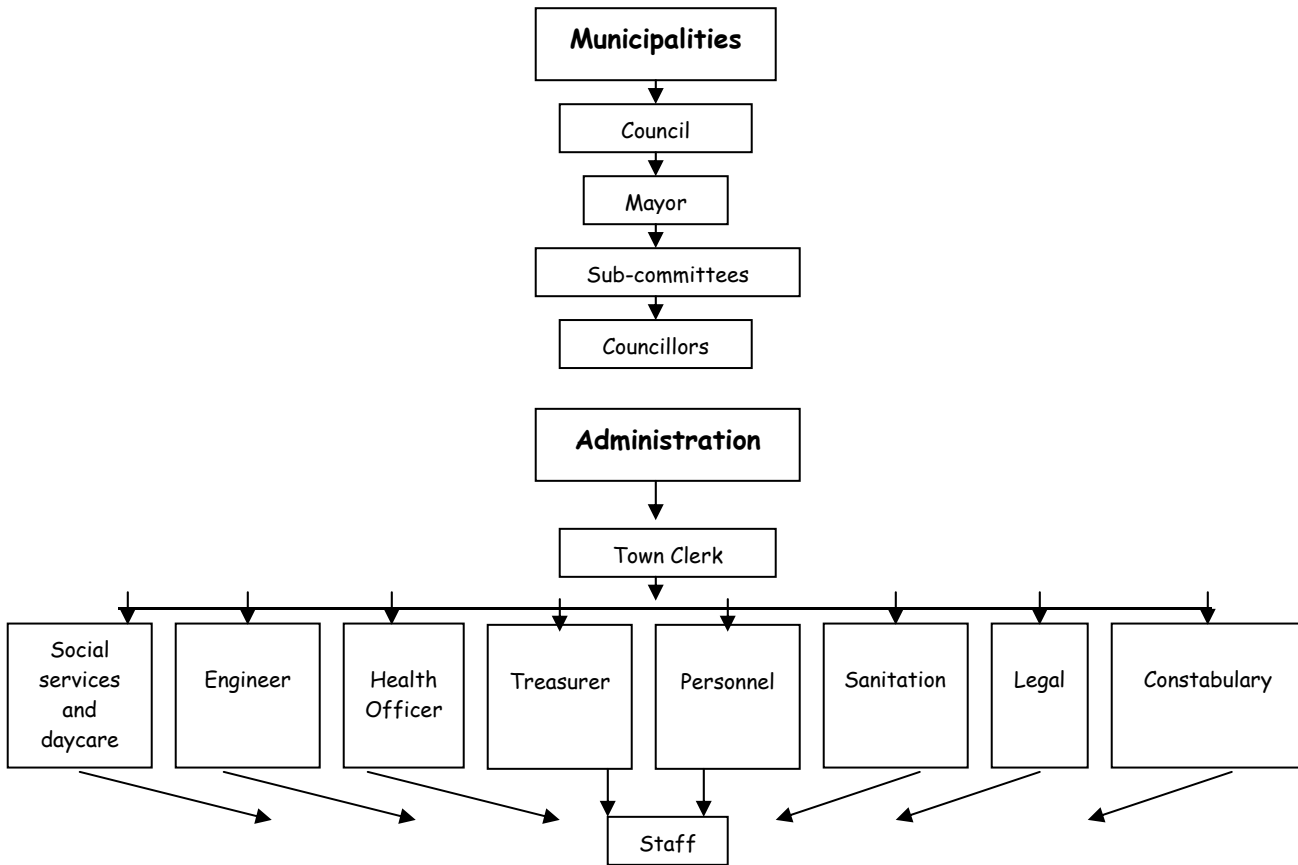 Municipalities
Council
Mayor
Sub-committees
Councillors
Administration
Town Clerk
Social
services
and
daycare
Engineer
Health
Officer
Treasurer
Personnel
Sanitation
Legal
Constabulary
Staff